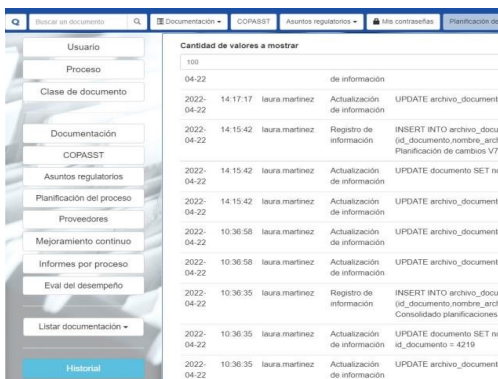 Q Buscar un documento Documentación COPASST Asuntos regulatorios Mis contraseñas Planificación de
Usuario
Proceso
Clase de documento
Documentación
COPASST
Asuntos regulatorios
Planificación del proceso
Proveedores
Mejoramiento continuo
Informes por proceso
Eval del desempeño
Listar documentación
Historial
Cantidad de valores a mostrar
100
04-22 de información
2022- 14:17:17 laura.martinez Actualización UPDATE archivo_document
04-22 de información
2022- 14:15:42 laura.martinez Registro de INSERT INTO archivo_docu
04-22 información (id_documento,nombre_arch
Planificación de cambios V7
2022- 14:15:42 laura.martinez Actualización UPDATE documento SET no
04-22 de información
2022- 14:15:42 laura.martinez Actualización UPDATE archivo_document
04-22 de información
2022- 10:36:58 laura.martinez Actualización UPDATE archivo_document
04-22 de información
2022- 10:36:58 laura.martinez Actualización UPDATE archivo_document
04-22 de información
2022- 10:36:35 laura.martinez Registro de INSERT INTO archivo_docu
04-22 información (id_documento,nombre_arch
Consolidado planificaciones
2022- 10:36:35 laura.martinez Actualización UPDATE documento SET no
04-22 de información id_documento = 4219
2022- 10:36:35 laura.martinez Actualización UPDATE archivo_document
04-22 de información